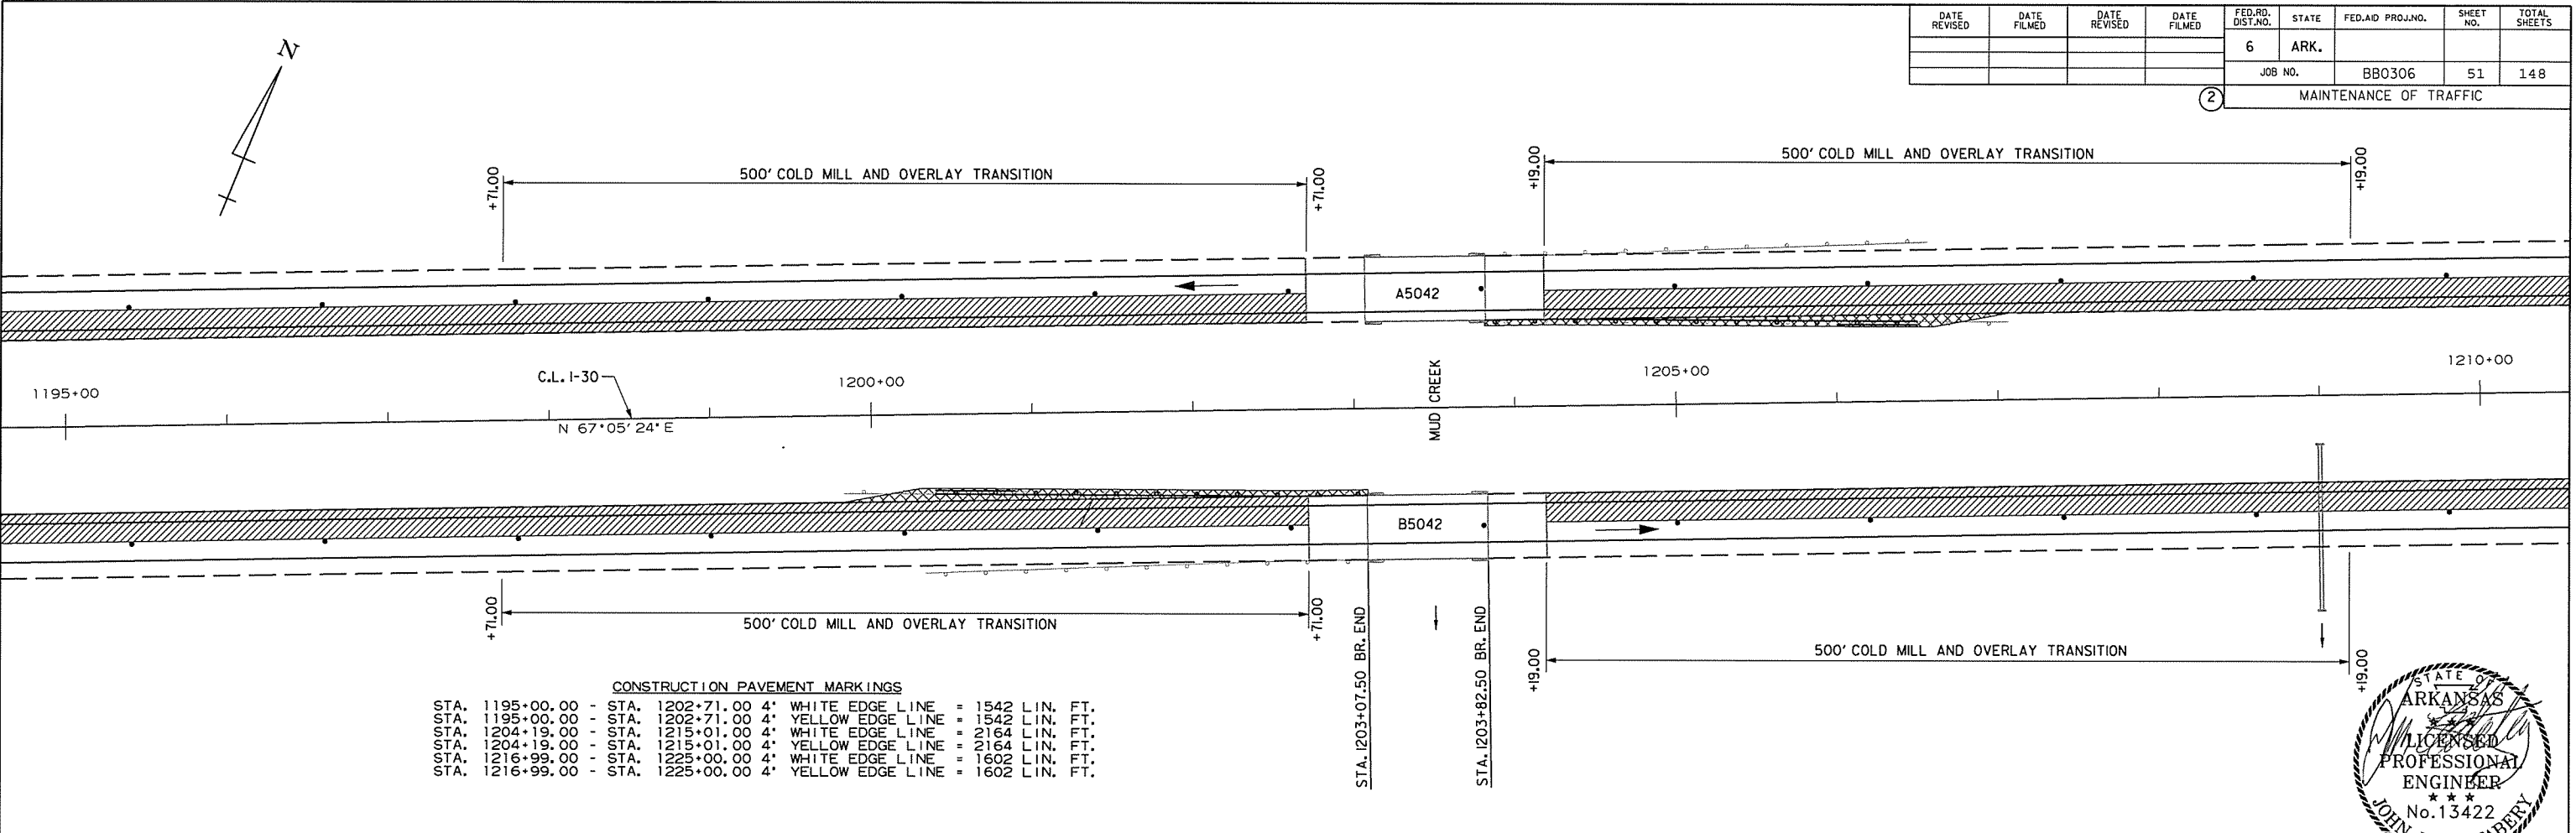 DATE REVISED
DATE FILMED
DATE REVISED
DATE FILMED
FED.RD. DIST.NO.
STATE
FED.AID PROJ.NO.
SHEET NO.
TOTAL SHEETS
6
ARK.
JOB NO.
BB0306
51
148
2
MAINTENANCE OF TRAFFIC
N
+71.00
500' COLD MILL AND OVERLAY TRANSITION
+71.00
+19.00
500' COLD MILL AND OVERLAY TRANSITION
+19.00
A5042
1195+00
C.L. I-30
1200+00
MUD CREEK
1205+00
1210+00
N 67°05'24" E
B5042
+71.00
500' COLD MILL AND OVERLAY TRANSITION
+71.00
STA. 1203+07.50 BR. END
STA. 1203+82.50 BR. END
+19.00
500' COLD MILL AND OVERLAY TRANSITION
+19.00
CONSTRUCTION PAVEMENT MARKINGS
STA. 1195+00.00 - STA. 1202+71.00 4" WHITE EDGE LINE = 1542 LIN. FT.
STA. 1195+00.00 - STA. 1202+71.00 4" YELLOW EDGE LINE = 1542 LIN. FT.
STA. 1204+19.00 - STA. 1215+01.00 4" WHITE EDGE LINE = 2164 LIN. FT.
STA. 1204+19.00 - STA. 1215+01.00 4" YELLOW EDGE LINE = 2164 LIN. FT.
STA. 1216+99.00 - STA. 1225+00.00 4" WHITE EDGE LINE = 1602 LIN. FT.
STA. 1216+99.00 - STA. 1225+00.00 4" YELLOW EDGE LINE = 1602 LIN. FT.
STATE OF
ARKANSAS
LICENSED
PROFESSIONAL
ENGINEER
No.13422
JOHN